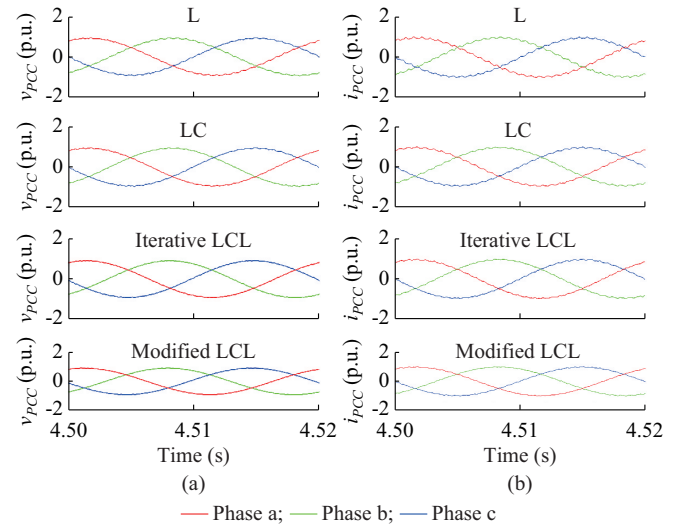 L
v_PCC (p.u.)
2
0
-2
L
i_PCC (p.u.)
2
0
-2
LC
v_PCC (p.u.)
2
0
-2
LC
i_PCC (p.u.)
2
0
-2
Iterative LCL
v_PCC (p.u.)
2
0
-2
Iterative LCL
i_PCC (p.u.)
2
0
-2
Modified LCL
v_PCC (p.u.)
2
0
-2
4.50 4.51 4.52
Time (s)
(a)
Modified LCL
i_PCC (p.u.)
2
0
-2
4.50 4.51 4.52
Time (s)
(b)
Phase a; Phase b; Phase c